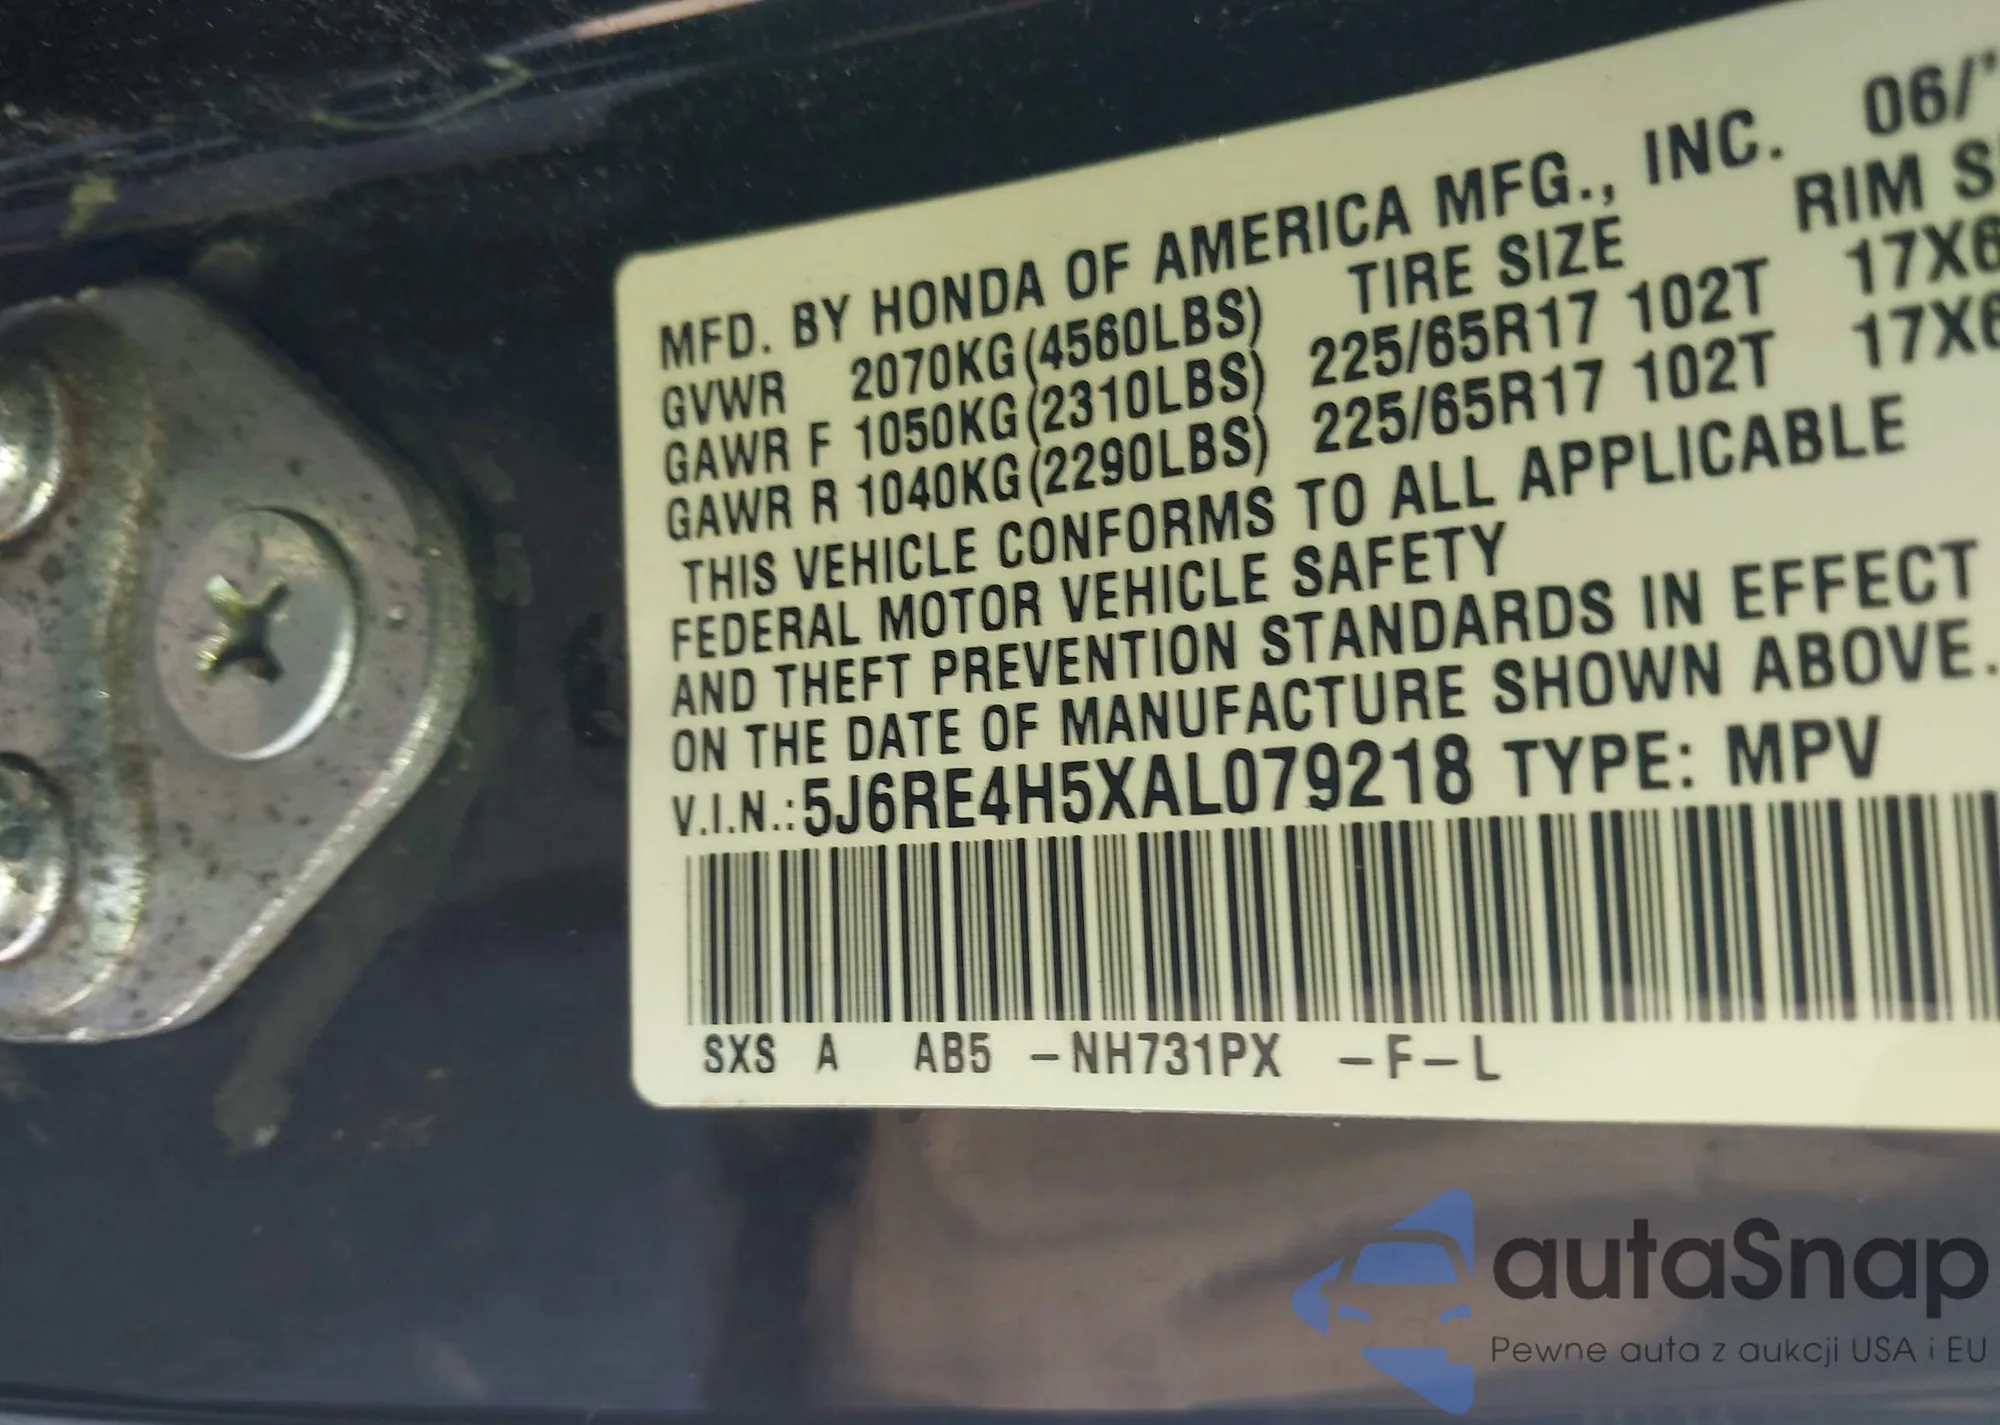 MFD. BY HONDA OF AMERICA MFG., INC. 06/'
GVWR 2070KG(4560LBS) TIRE SIZE RIM S
GAWR F 1050KG(2310LBS) 225/65R17 102T 17X6
GAWR R 1040KG(2290LBS) 225/65R17 102T 17X6
THIS VEHICLE CONFORMS TO ALL APPLICABLE
FEDERAL MOTOR VEHICLE SAFETY
AND THEFT PREVENTION STANDARDS IN EFFECT
ON THE DATE OF MANUFACTURE SHOWN ABOVE.
V.I.N.:5J6RE4H5XAL079218 TYPE: MPV
SXS A AB5 -NH731PX -F-L
autaSnap
Pewne auta z aukcji USA i EU